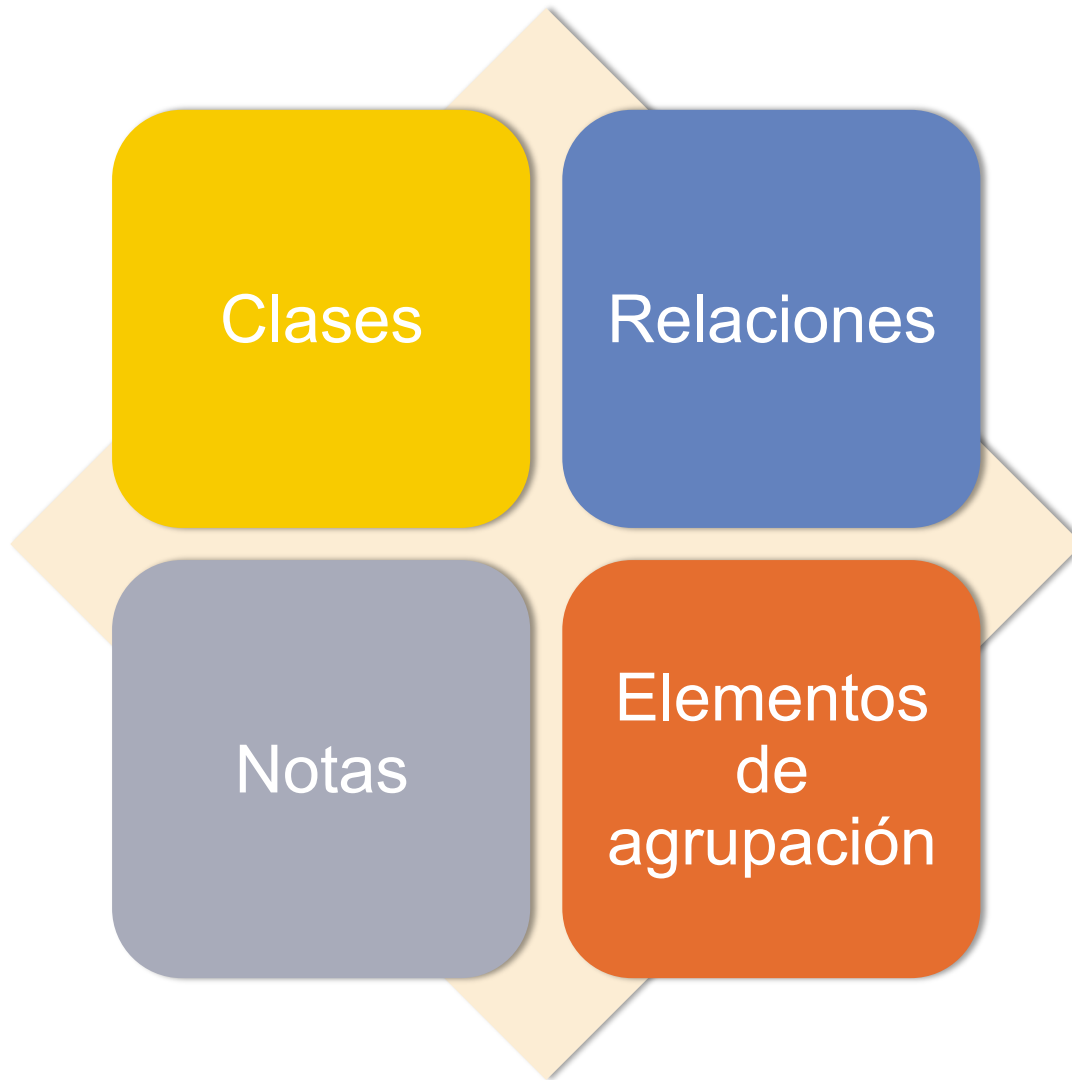 Clases
Relaciones
Notas
Elementos
de
agrupación